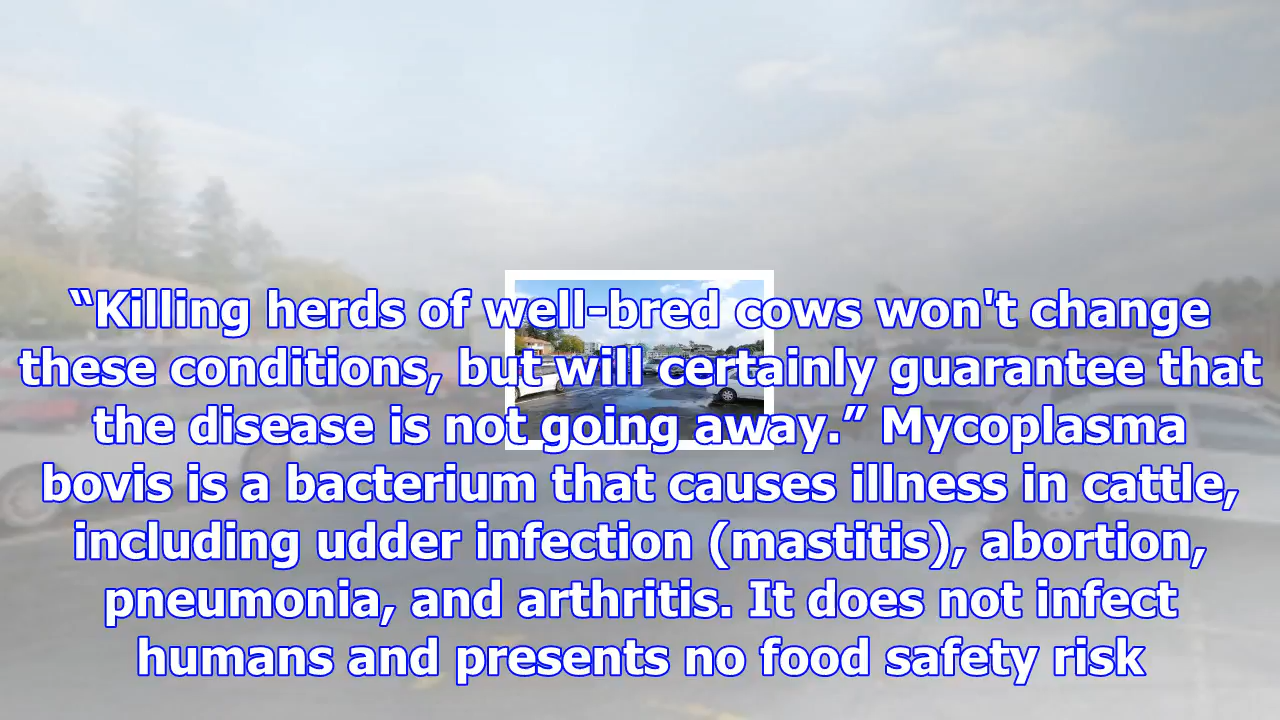 “Killing herds of well-bred cows won't change
these conditions, but will certainly guarantee that
the disease is not going away.” Mycoplasma
bovis is a bacterium that causes illness in cattle,
including udder infection (mastitis), abortion,
pneumonia, and arthritis. It does not infect
humans and presents no food safety risk